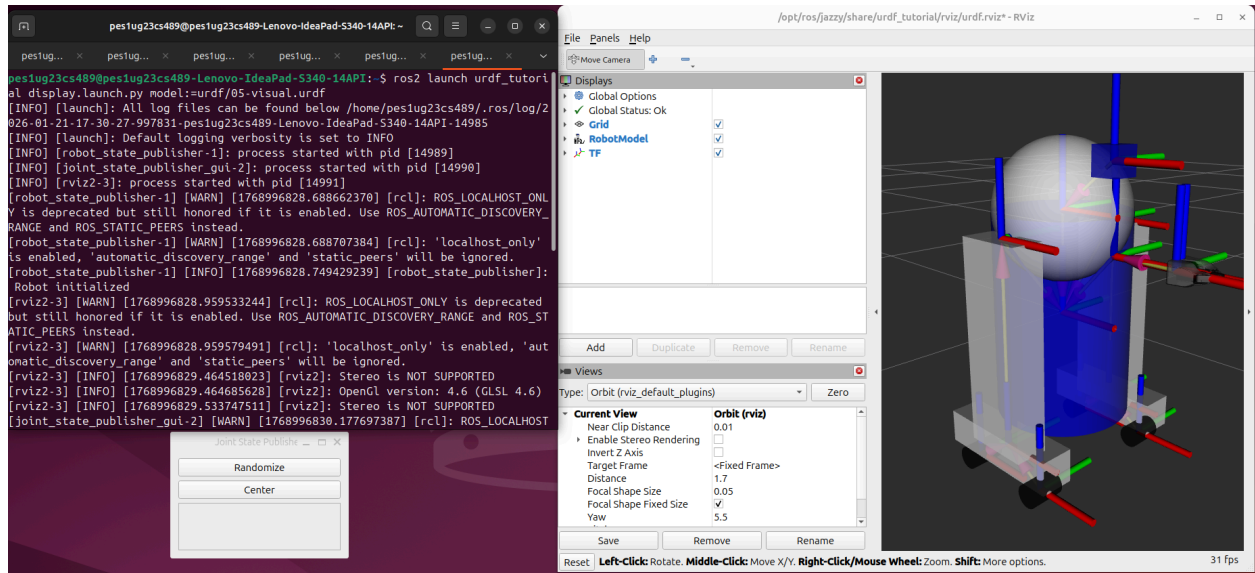 pes1ug23cs489@pes1ug23cs489-Lenovo-IdeaPad-S340-14API: ~
pes1ug... pes1ug... pes1ug... pes1ug... pes1ug... pes1ug...
pes1ug23cs489@pes1ug23cs489-Lenovo-IdeaPad-S340-14API:~$ ros2 launch urdf_tutori
al display.launch.py model:=urdf/05-visual.urdf
[INFO] [launch]: All log files can be found below /home/pes1ug23cs489/.ros/log/2
026-01-21-17-30-27-997831-pes1ug23cs489-Lenovo-IdeaPad-S340-14API-14985
[INFO] [launch]: Default logging verbosity is set to INFO
[INFO] [robot_state_publisher-1]: process started with pid [14989]
[INFO] [joint_state_publisher_gui-2]: process started with pid [14990]
[INFO] [rviz2-3]: process started with pid [14991]
[robot_state_publisher-1] [WARN] [1768996828.688662370] [rcl]: ROS_LOCALHOST_ONL
Y is deprecated but still honored if it is enabled. Use ROS_AUTOMATIC_DISCOVERY_
RANGE and ROS_STATIC_PEERS instead.
[robot_state_publisher-1] [WARN] [1768996828.688707384] [rcl]: 'localhost_only'
is enabled, 'automatic_discovery_range' and 'static_peers' will be ignored.
[robot_state_publisher-1] [INFO] [1768996828.749429239] [robot_state_publisher]:
Robot initialized
[rviz2-3] [WARN] [1768996828.959533244] [rcl]: ROS_LOCALHOST_ONLY is deprecated
but still honored if it is enabled. Use ROS_AUTOMATIC_DISCOVERY_RANGE and ROS_ST
ATIC_PEERS instead.
[rviz2-3] [WARN] [1768996828.959579491] [rcl]: 'localhost_only' is enabled, 'aut
omatic_discovery_range' and 'static_peers' will be ignored.
[rviz2-3] [INFO] [1768996829.464518023] [rviz2]: Stereo is NOT SUPPORTED
[rviz2-3] [INFO] [1768996829.464685628] [rviz2]: OpenGl version: 4.6 (GLSL 4.6)
[rviz2-3] [INFO] [1768996829.533747511] [rviz2]: Stereo is NOT SUPPORTED
[joint_state_publisher_gui-2] [WARN] [1768996830.177697387] [rcl]: ROS_LOCALHOST
Joint State Publishe
Randomize
Center
/opt/ros/jazzy/share/urdf_tutorial/rviz/urdf.rviz* - RViz
File Panels Help
Move Camera
Displays
Global Options
Global Status: Ok
Grid
RobotModel
TF
Add Duplicate Remove Rename
Views
Type: Orbit (rviz_default_plugins) Zero
Current View Orbit (rviz)
Near Clip Distance 0.01
Enable Stereo Rendering
Invert Z Axis
Target Frame <Fixed Frame>
Distance 1.7
Focal Shape Size 0.05
Focal Shape Fixed Size
Yaw 5.5
Save Remove Rename
Reset Left-Click: Rotate. Middle-Click: Move X/Y. Right-Click/Mouse Wheel: Zoom. Shift: More options. 31 fps